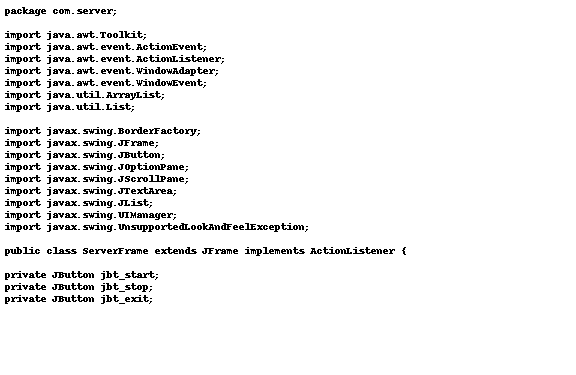 package com.server;
import java.awt.Toolkit;
import java.awt.event.ActionEvent;
import java.awt.event.ActionListener;
import java.awt.event.WindowAdapter;
import java.awt.event.WindowEvent;
import java.util.ArrayList;
import java.util.List;
import javax.swing.BorderFactory;
import javax.swing.JFrame;
import javax.swing.JButton;
import javax.swing.JOptionPane;
import javax.swing.JScrollPane;
import javax.swing.JTextArea;
import javax.swing.JList;
import javax.swing.UIManager;
import javax.swing.UnsupportedLookAndFeelException;
public class ServerFrame extends JFrame implements ActionListener {
private JButton jbt_start;
private JButton jbt_stop;
private JButton jbt_exit;